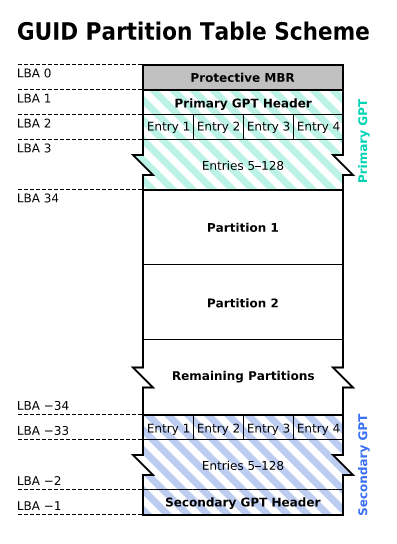 GUID Partition Table Scheme
LBA 0
Protective MBR
LBA 1
Primary GPT Header
LBA 2
Entry 1 Entry 2 Entry 3 Entry 4
LBA 3
Entries 5–128
Primary GPT
LBA 34
Partition 1
Partition 2
Remaining Partitions
LBA −34
LBA −33
Entry 1 Entry 2 Entry 3 Entry 4
Entries 5–128
LBA −2
Secondary GPT Header
LBA −1
Secondary GPT